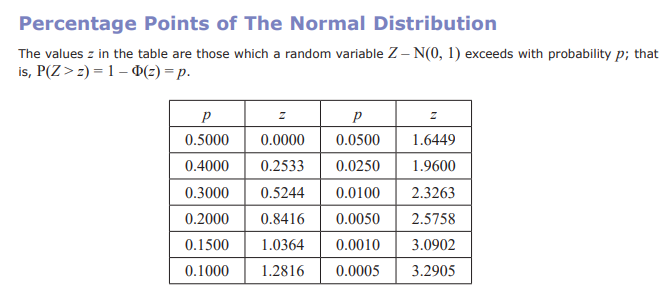 Percentage Points of The Normal Distribution
The values z in the table are those which a random variable Z – N(0, 1) exceeds with probability p; that
is, P(Z > z) = 1 – Φ(z) = p.
p z p z
0.5000 0.0000 0.0500 1.6449
0.4000 0.2533 0.0250 1.9600
0.3000 0.5244 0.0100 2.3263
0.2000 0.8416 0.0050 2.5758
0.1500 1.0364 0.0010 3.0902
0.1000 1.2816 0.0005 3.2905